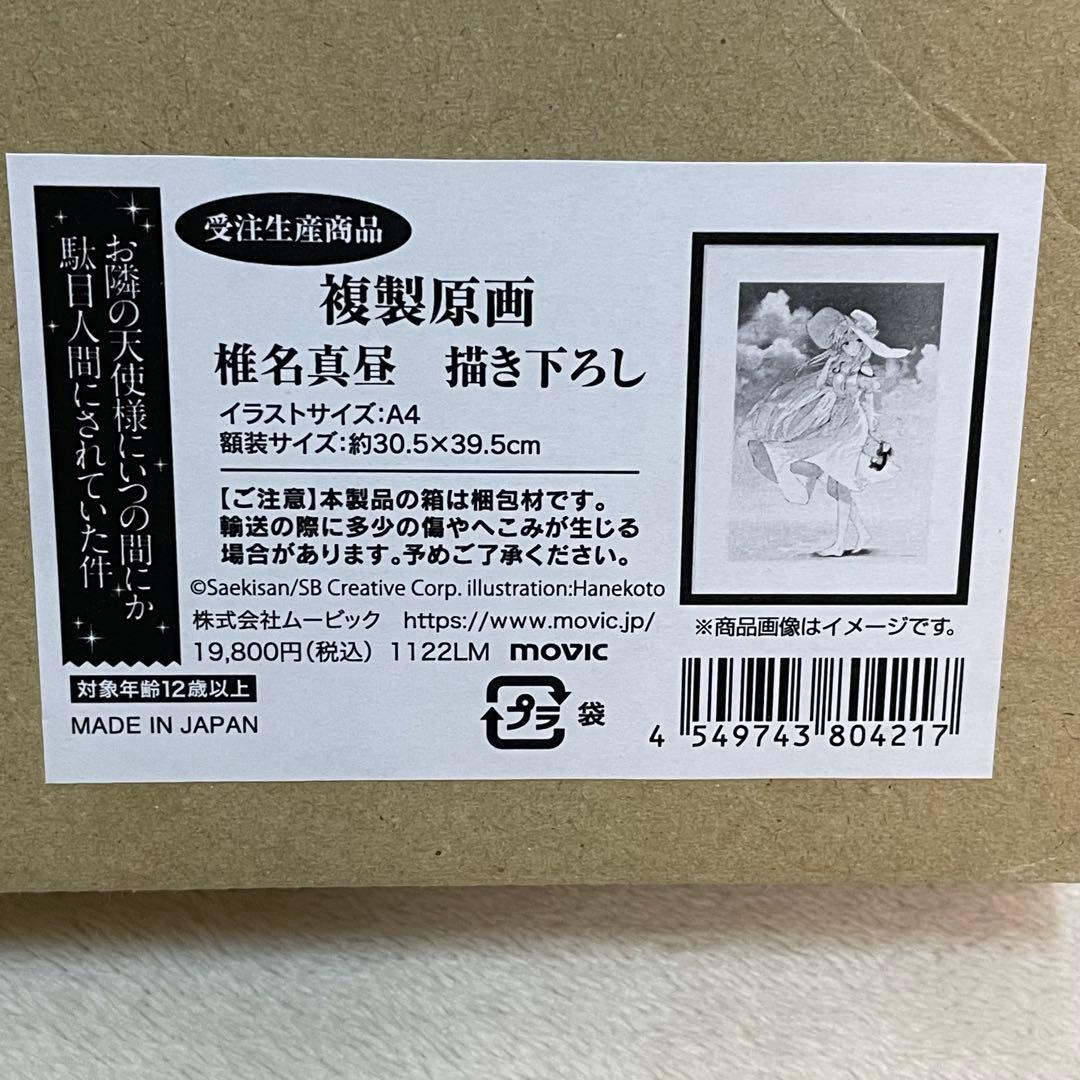 お隣の天使様にいつの間にか
駄目人間にされていた件
受注生産商品
複製原画
椎名真昼　描き下ろし
イラストサイズ:A4
額装サイズ:約30.5×39.5cm
【ご注意】本製品の箱は梱包材です。
輸送の際に多少の傷やへこみが生じる
場合があります。予めご了承ください。
©Saekisan/SB Creative Corp. illustration:Hanekoto
株式会社ムービック　https://www.movic.jp/
19,800円(税込)　1122LM　movic
※商品画像はイメージです。
対象年齢12歳以上
MADE IN JAPAN
プラ 袋
4 549743 804217